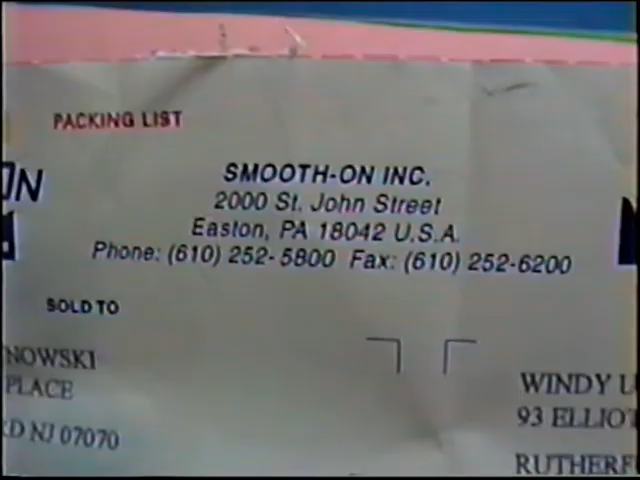 PACKING LIST
SMOOTH-ON INC.
2000 St. John Street
Easton, PA 18042 U.S.A.
Phone: (610) 252-5800 Fax: (610) 252-6200
SOLD TO
NOWSKI
PLACE
RD NJ 07070
WINDY L
93 ELLIOT
RUTHERF